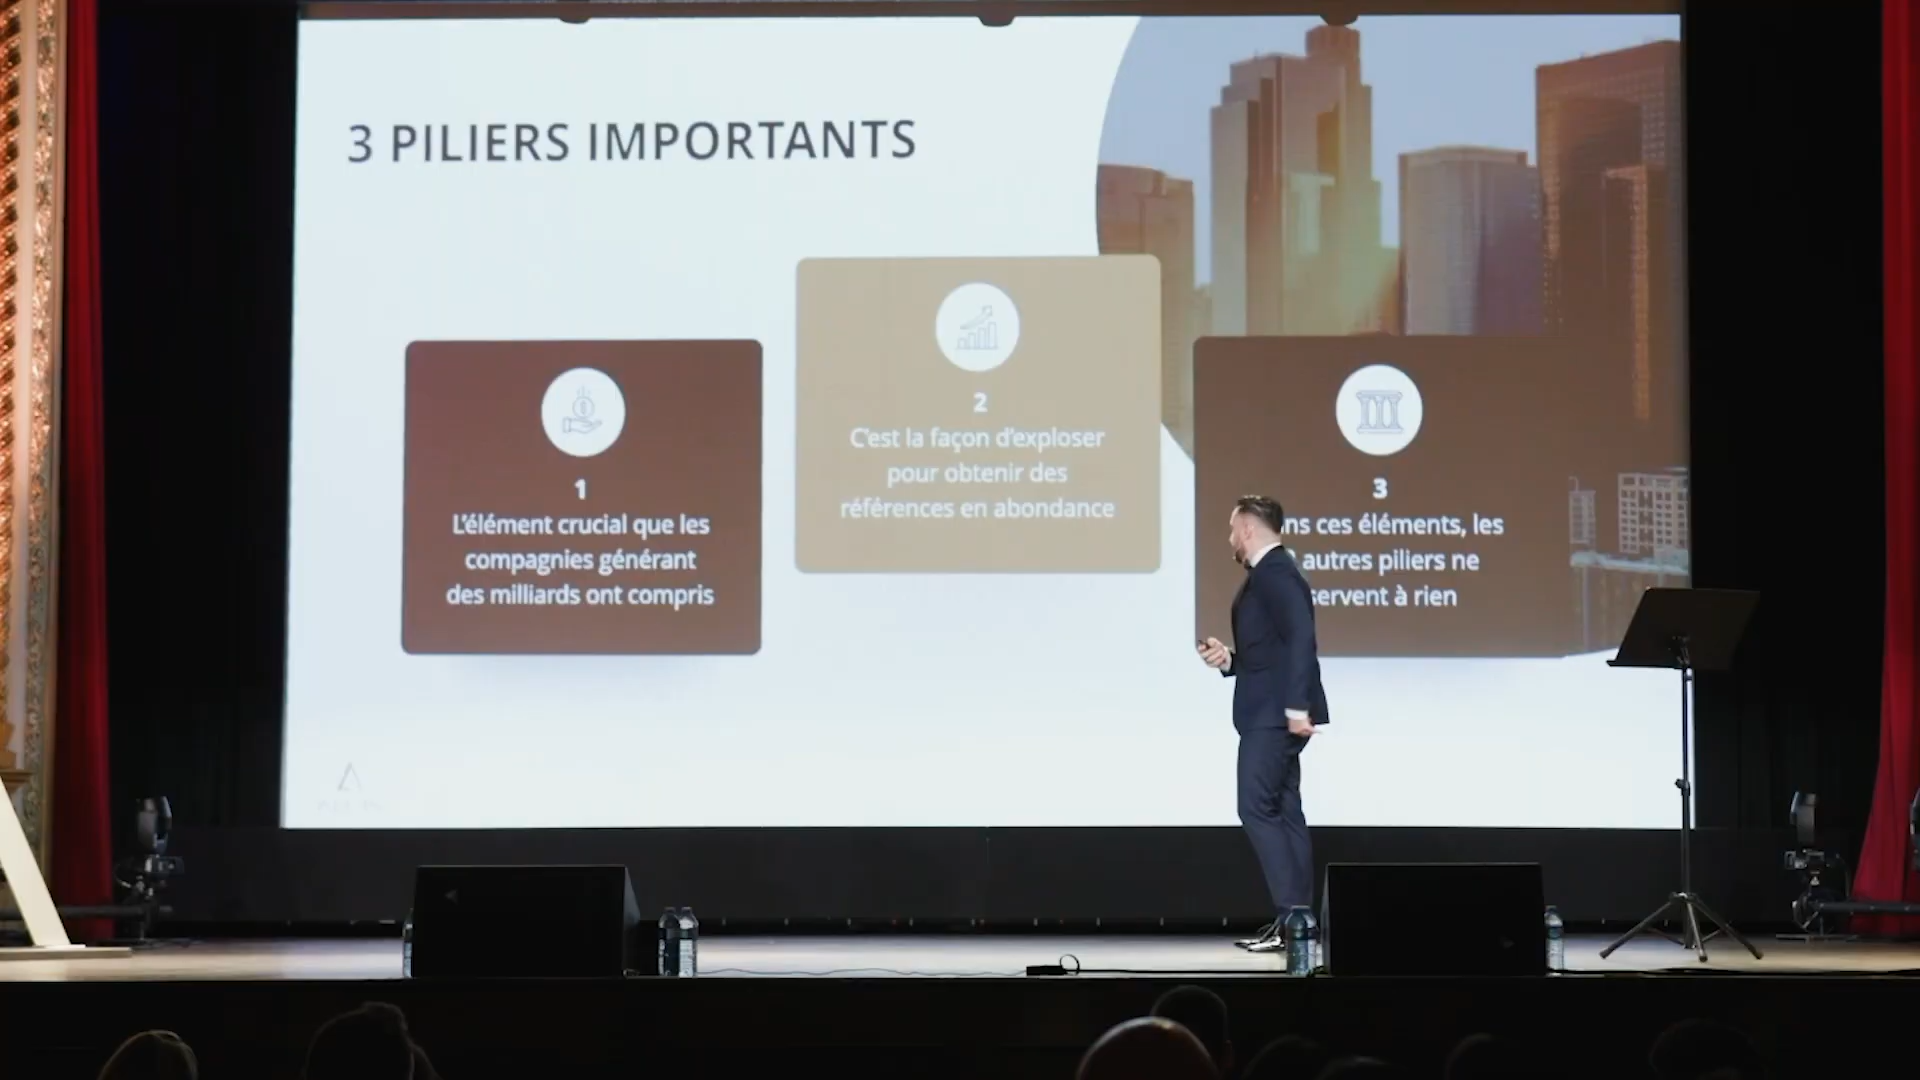 3 PILIERS IMPORTANTS
1
L'élément crucial que les
compagnies générant
des milliards ont compris
2
C'est la façon d'exploser
pour obtenir des
références en abondance
3
ces éléments, les
autres piliers ne
servent à rien